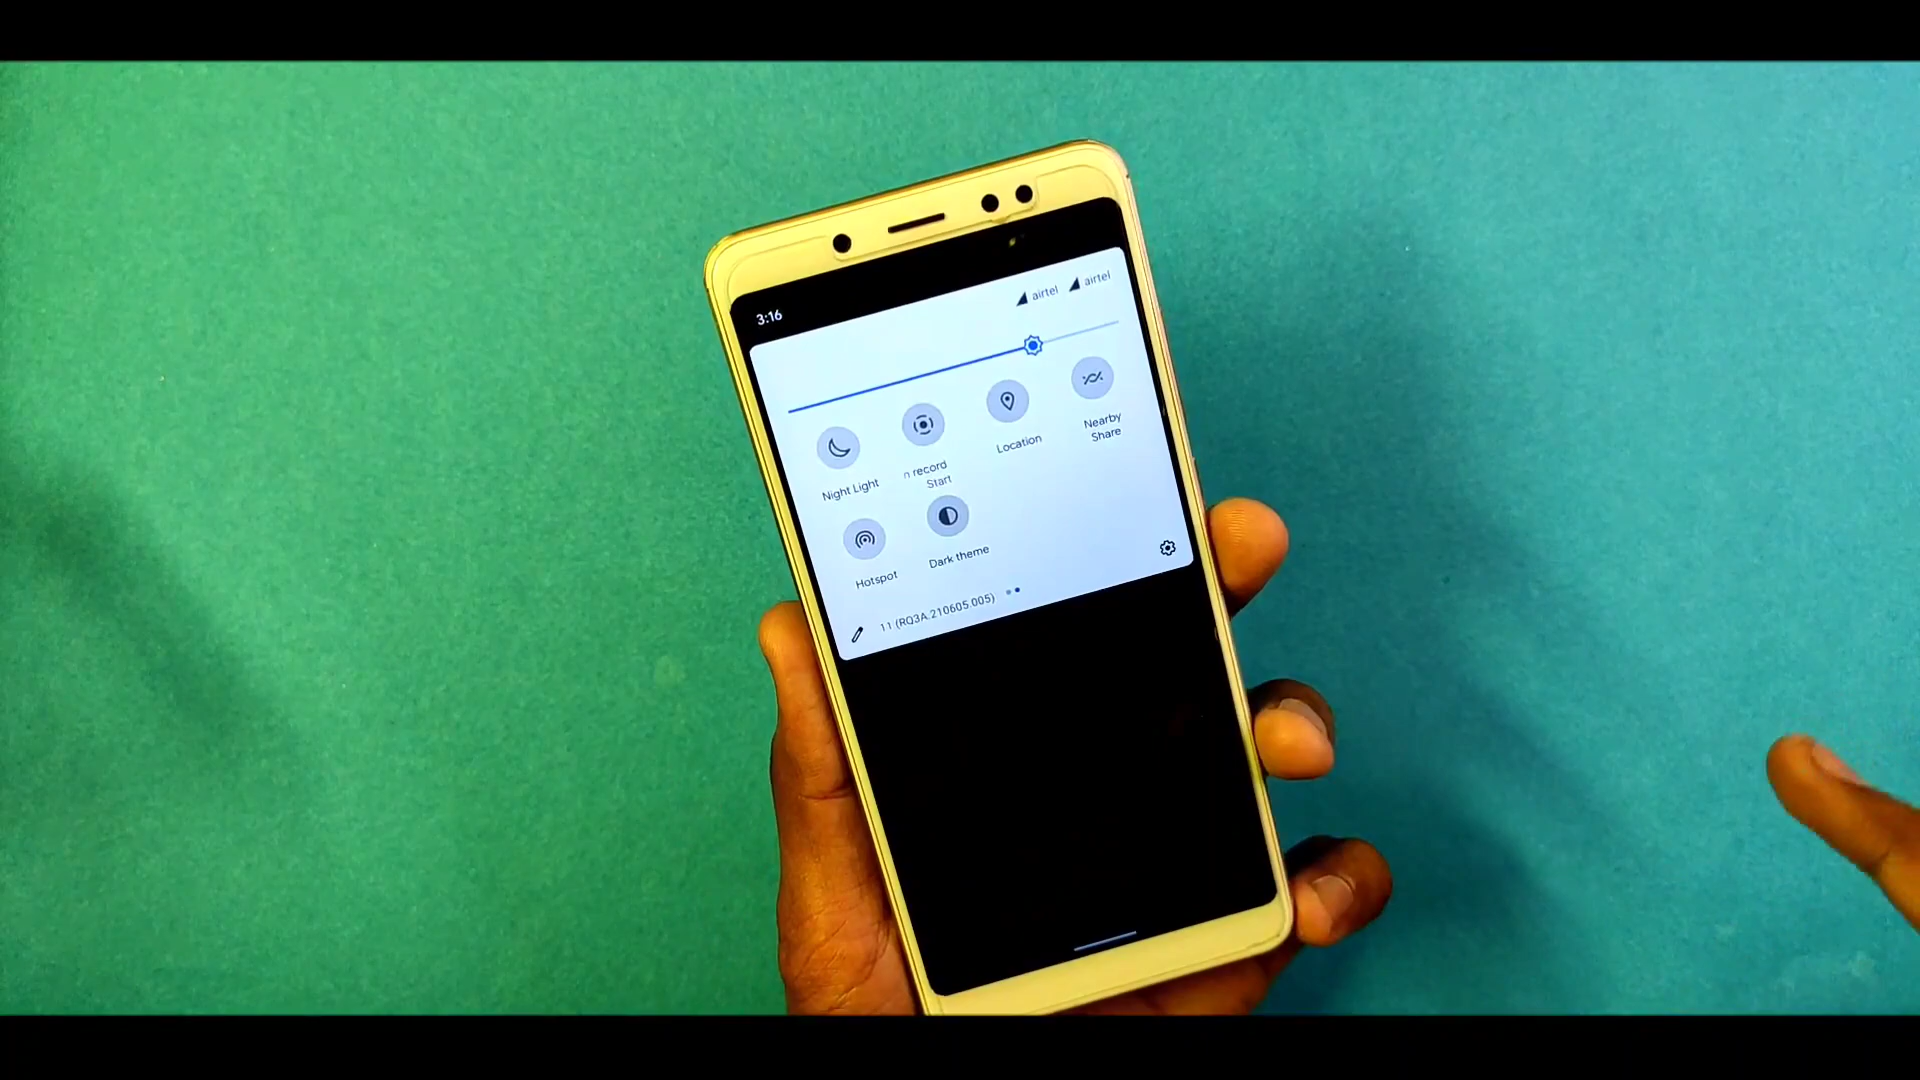 3:16
airtel airtel
Night Light
n record
Start
Location
Nearby
Share
Hotspot
Dark theme
11 (RQ3A.210605.005)